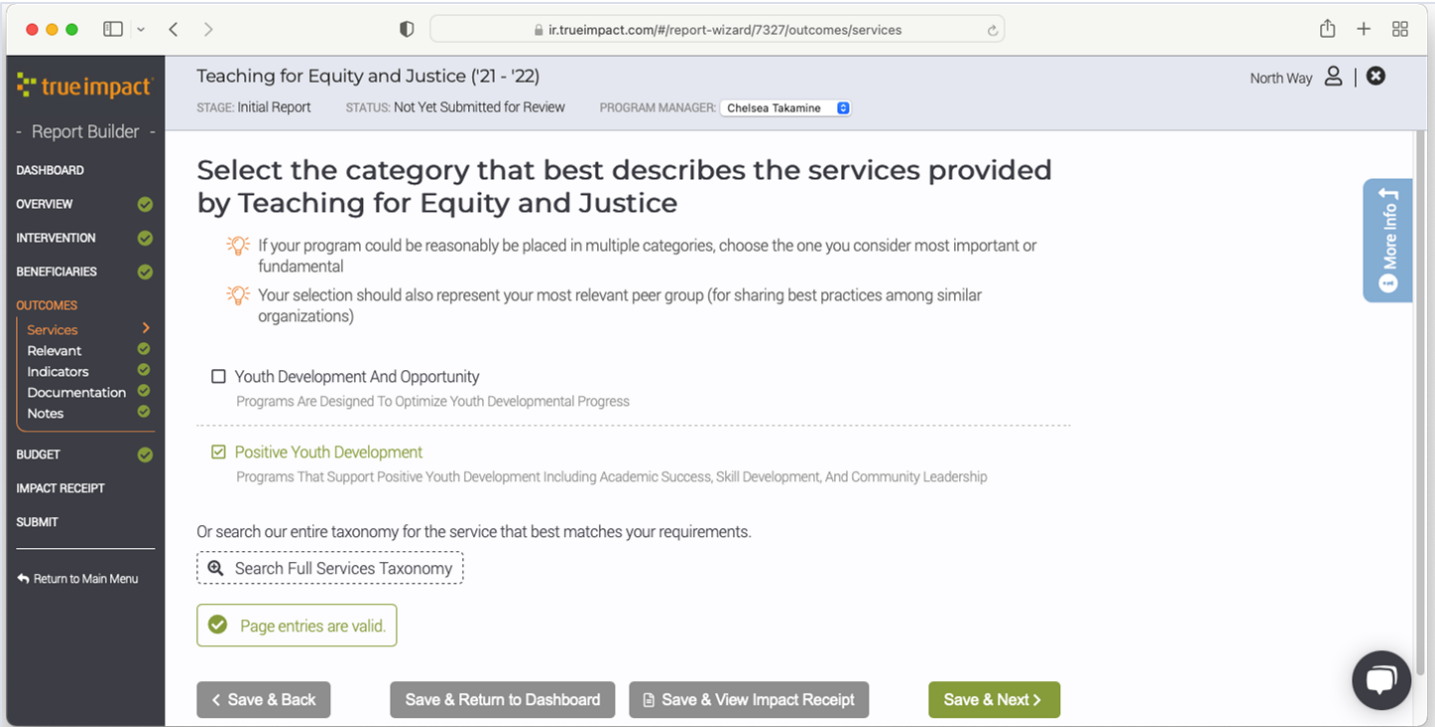 ir.trueimpact.com/#/report-wizard/7327/outcomes/services
true impact
- Report Builder -
DASHBOARD
OVERVIEW
INTERVENTION
BENEFICIARIES
OUTCOMES
Services
Relevant
Indicators
Documentation
Notes
BUDGET
IMPACT RECEIPT
SUBMIT
Return to Main Menu
Teaching for Equity and Justice ('21 - '22)
North Way
STAGE: Initial Report STATUS: Not Yet Submitted for Review PROGRAM MANAGER: Chelsea Takamine
Select the category that best describes the services provided
by Teaching for Equity and Justice
If your program could be reasonably be placed in multiple categories, choose the one you consider most important or
fundamental
Your selection should also represent your most relevant peer group (for sharing best practices among similar
organizations)
More Info
Youth Development And Opportunity
Programs Are Designed To Optimize Youth Developmental Progress
Positive Youth Development
Programs That Support Positive Youth Development Including Academic Success, Skill Development, And Community Leadership
Or search our entire taxonomy for the service that best matches your requirements.
Search Full Services Taxonomy
Page entries are valid.
Save & Back Save & Return to Dashboard Save & View Impact Receipt Save & Next